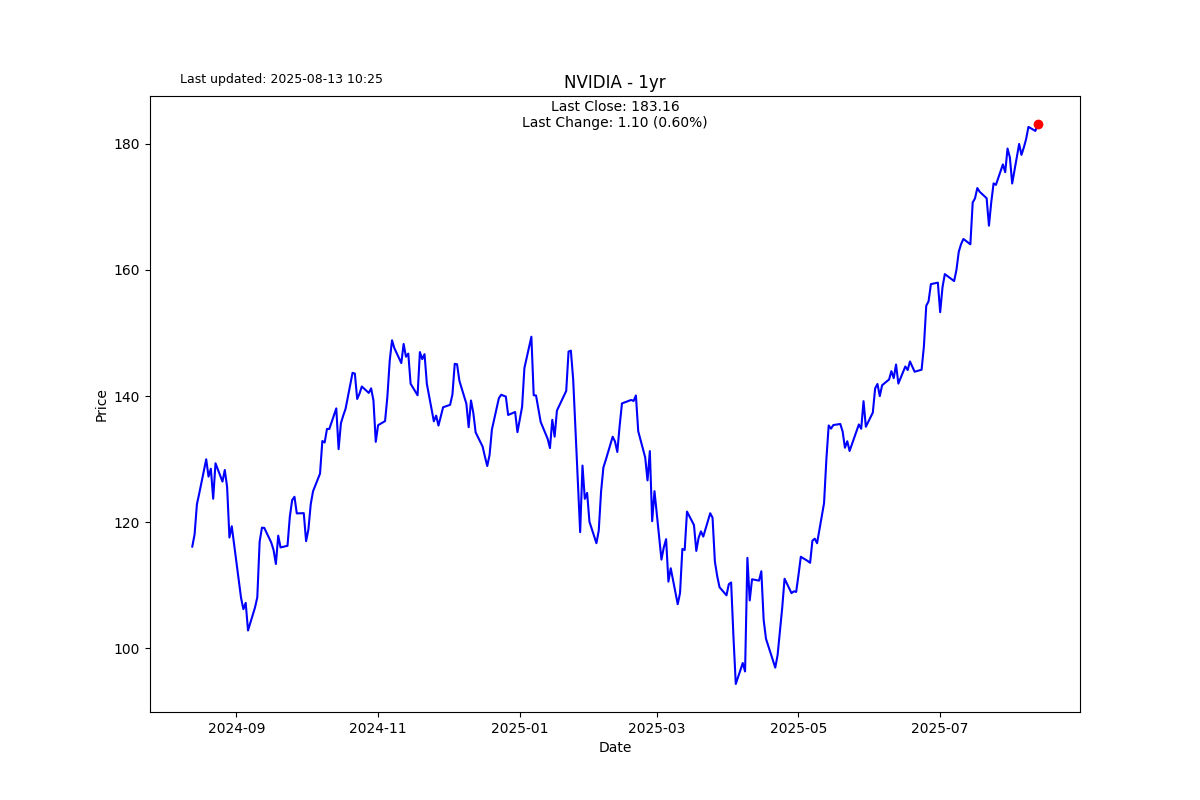 Last updated: 2025-08-13 10:25
NVIDIA - 1yr
Last Close: 183.16
Last Change: 1.10 (0.60%)
Price
180
160
140
120
100
2024-09
2024-11
2025-01
2025-03
2025-05
2025-07
Date